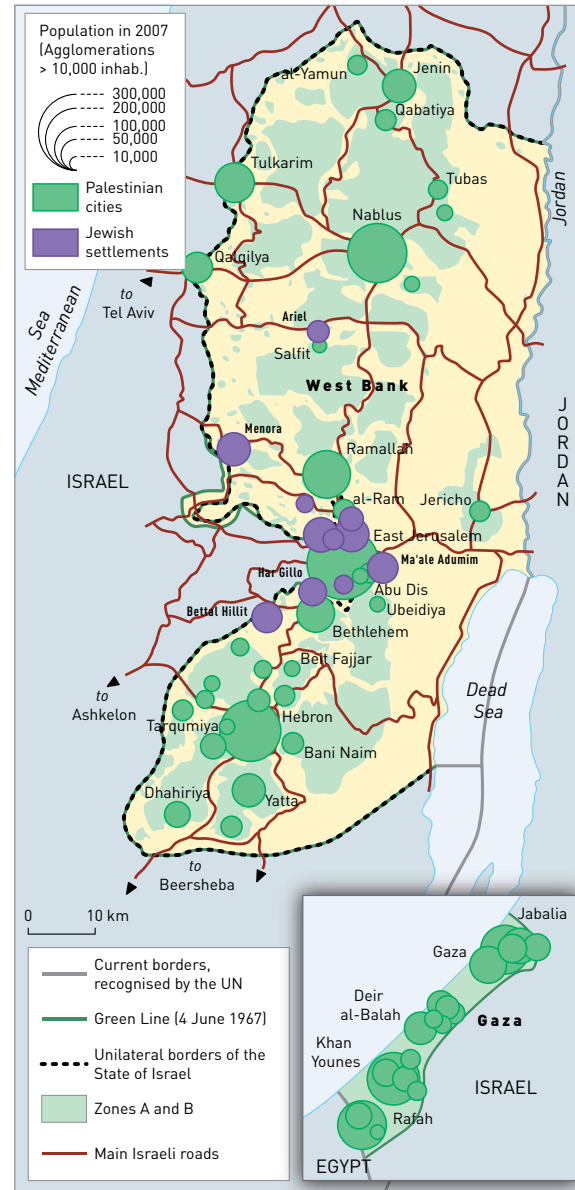 Population in 2007
(Agglomerations
> 10,000 inhab.)
300,000
200,000
100,000
50,000
10,000
Palestinian
cities
Jewish
settlements
al-Yamun
Jenin
Qabatiya
Tulkarim
Tubas
Nablus
Jordan
Qalqilya
to
Tel Aviv
Sea
Mediterranean
Ariel
Salfit
West Bank
JORDAN
Menora
Ramallah
ISRAEL
al-Ram
Jericho
East Jerusalem
Ma'ale Adumim
Har Gillo
Abu Dis
Ubeidiya
Bettal Hillit
Bethlehem
Beit Fajjar
to
Ashkelon
Dead
Sea
Tarqumiya
Hebron
Bani Naim
Dhahiriya
Yatta
to
Beersheba
0 10 km
Current borders,
recognised by the UN
Green Line (4 June 1967)
Unilateral borders of the
State of Israel
Zones A and B
Main Israeli roads
Jabalia
Gaza
Deir
al-Balah
Gaza
Khan
Younes
ISRAEL
Rafah
EGYPT